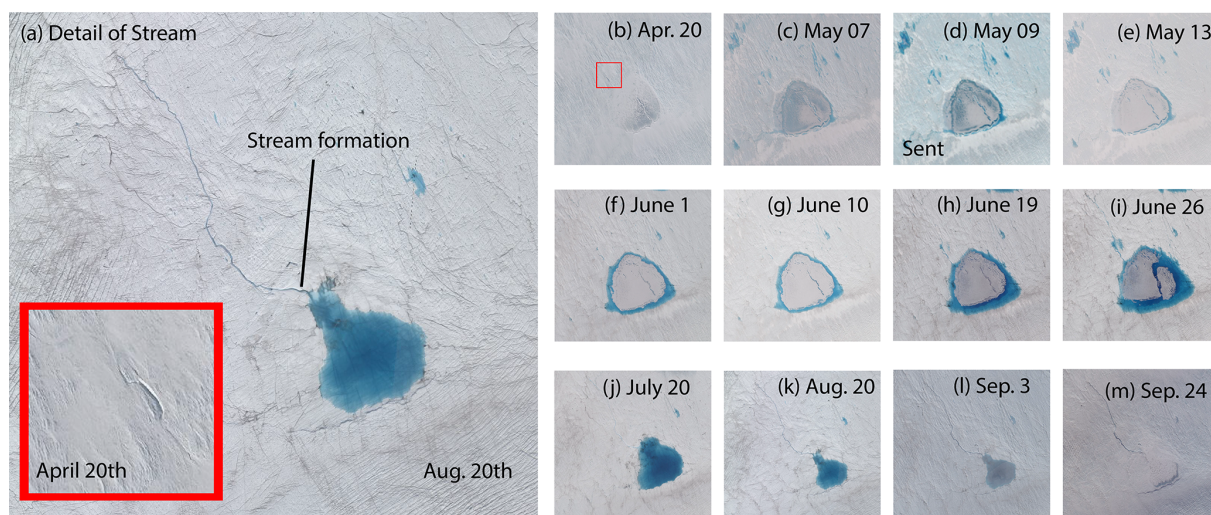 (a) Detail of Stream
Stream formation
April 20th
Aug. 20th
(b) Apr. 20
(c) May 07
(d) May 09
Sent
(e) May 13
(f) June 1
(g) June 10
(h) June 19
(i) June 26
(j) July 20
(k) Aug. 20
(l) Sep. 3
(m) Sep. 24